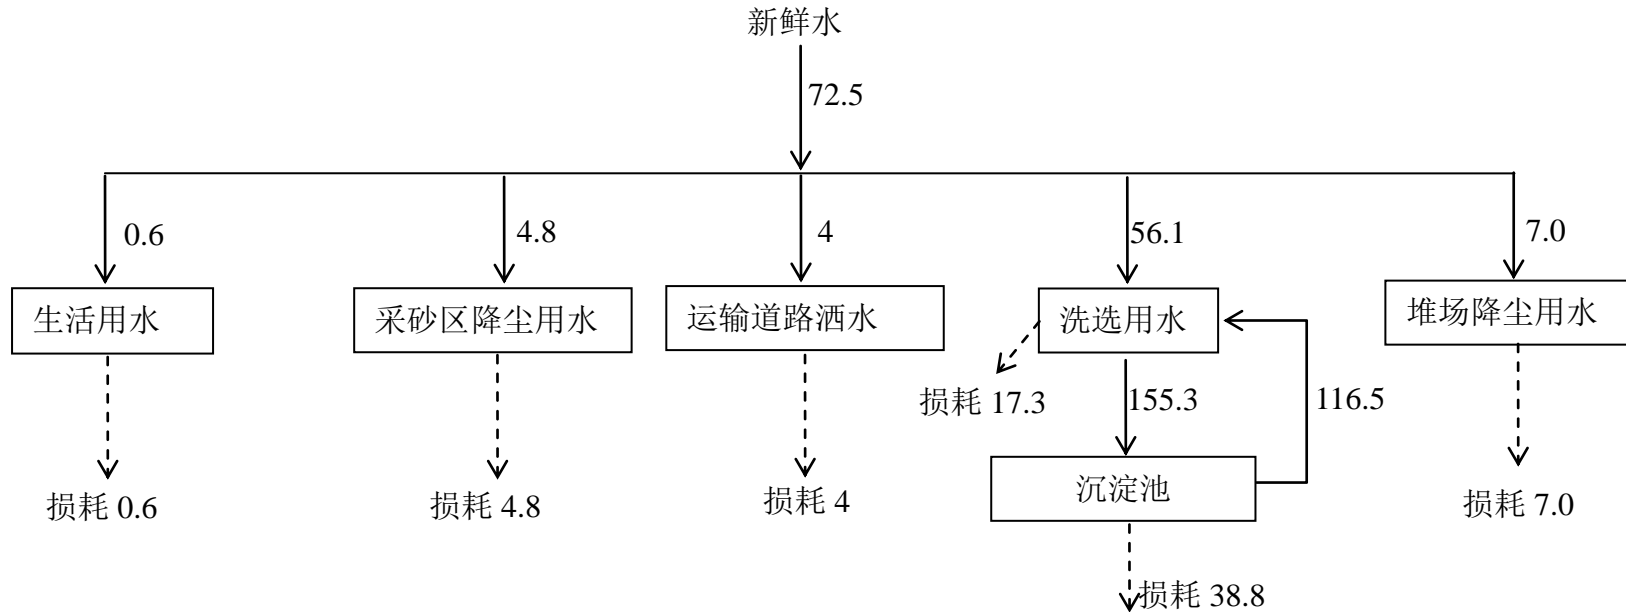 新鲜水
72.5
0.6
4.8
4
56.1
7.0
生活用水
采砂区降尘用水
运输道路洒水
洗选用水
堆场降尘用水
损耗 17.3
155.3
116.5
损耗 0.6
损耗 4.8
损耗 4
沉淀池
损耗 7.0
损耗 38.8